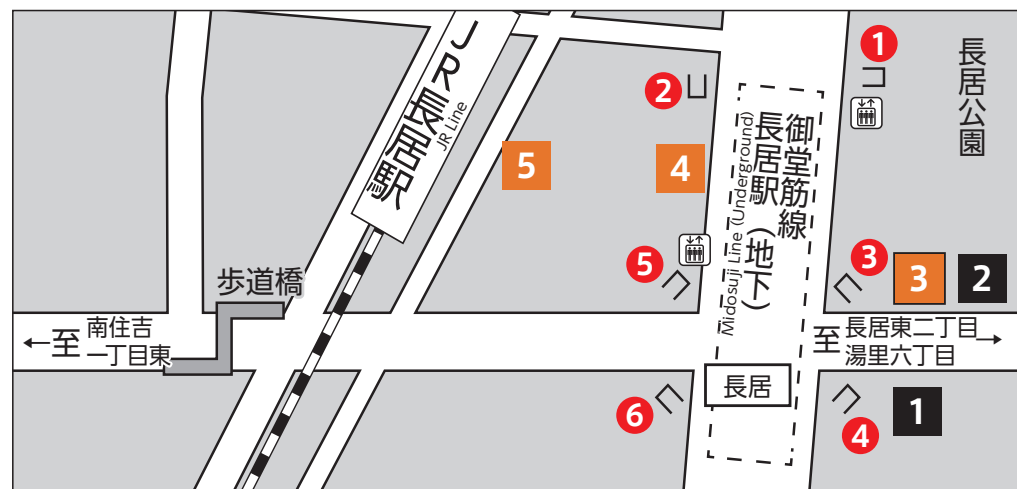 JR長居駅
JR Line
1
長居公園
2
御堂筋線
長居駅（地下）
Midosuji Line (Underground)
5
4
5
3
3
2
歩道橋
←至 南住吉
一丁目東
至 長居東二丁目→
湯里六丁目
長居
6
4
1